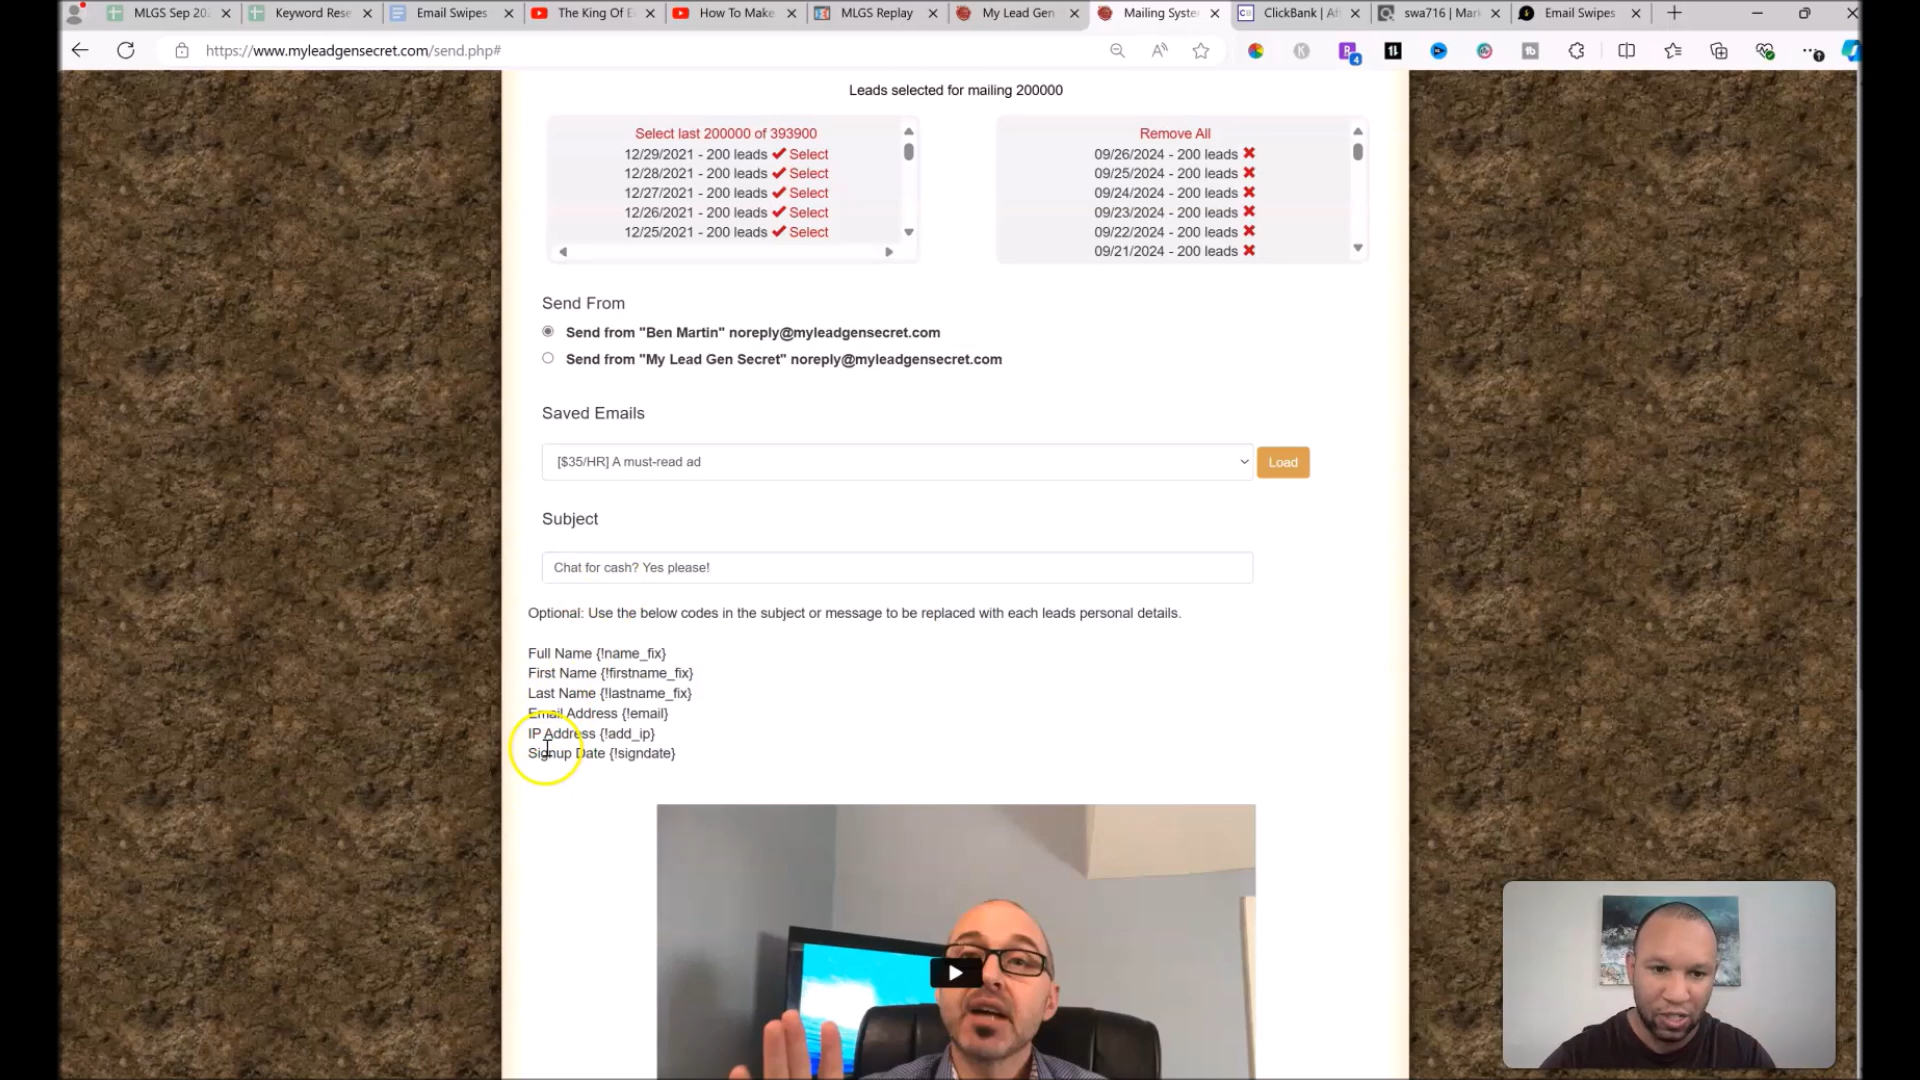 MLGS Sep 20
Keyword Rese
Email Swipes
The King Of E
How To Make
MLGS Replay
My Lead Gen
Mailing Syste
ClickBank | Af
swa716 | Mar
Email Swipes
https://www.myleadgensecret.com/send.php#
Leads selected for mailing 200000
Select last 200000 of 393900
12/29/2021 - 200 leads ✔ Select
12/28/2021 - 200 leads ✔ Select
12/27/2021 - 200 leads ✔ Select
12/26/2021 - 200 leads ✔ Select
12/25/2021 - 200 leads ✔ Select
Remove All
09/26/2024 - 200 leads ✖
09/25/2024 - 200 leads ✖
09/24/2024 - 200 leads ✖
09/23/2024 - 200 leads ✖
09/22/2024 - 200 leads ✖
09/21/2024 - 200 leads ✖
Send From
Send from "Ben Martin" noreply@myleadgensecret.com
Send from "My Lead Gen Secret" noreply@myleadgensecret.com
Saved Emails
[$35/HR] A must-read ad
Load
Subject
Chat for cash? Yes please!
Optional: Use the below codes in the subject or message to be replaced with each leads personal details.
Full Name {!name_fix}
First Name {!firstname_fix}
Last Name {!lastname_fix}
Email Address {!email}
IP Address {!add_ip}
Signup Date {!signdate}